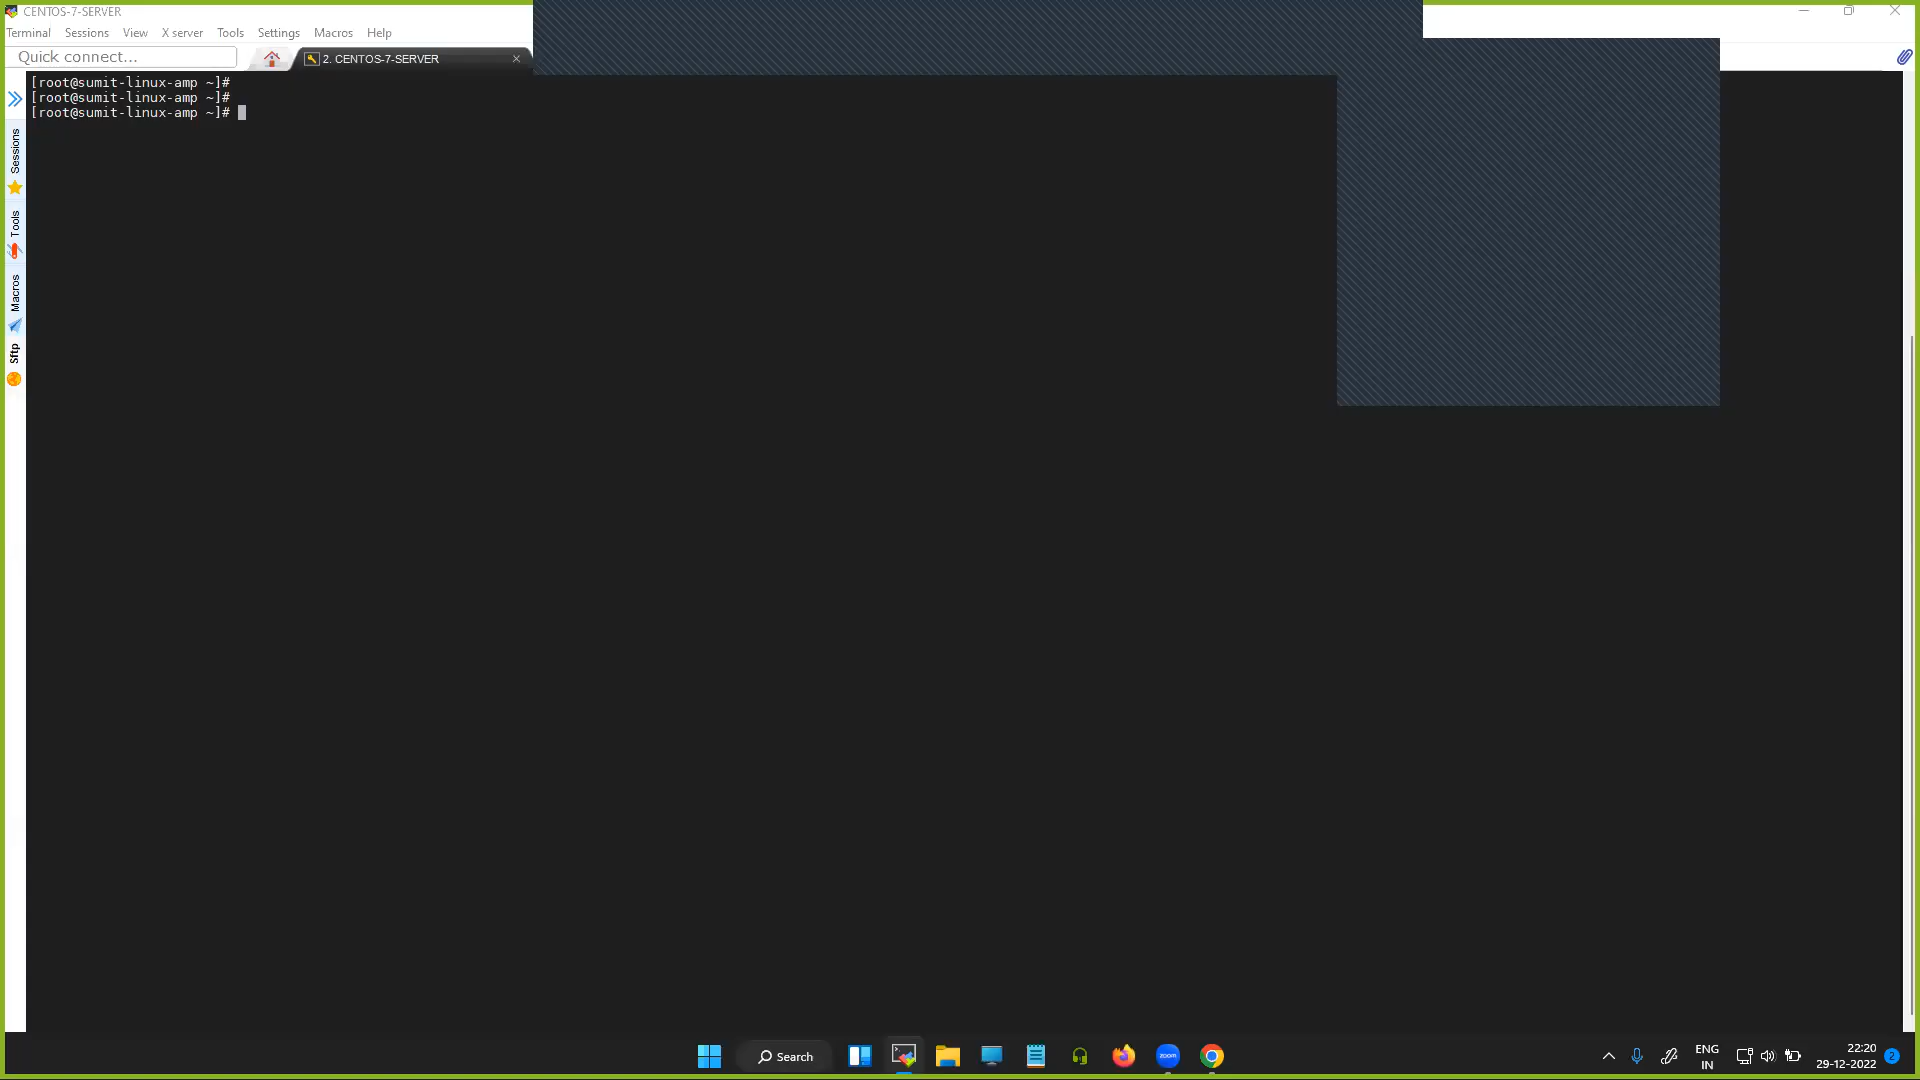 CENTOS-7-SERVER
Terminal Sessions View X server Tools Settings Macros Help
Quick connect...
2. CENTOS-7-SERVER
[root@sumit-linux-amp ~]#
[root@sumit-linux-amp ~]#
[root@sumit-linux-amp ~]#
Sessions
Tools
Macros
Sftp
Search
zoom
ENG
IN
22:20
29-12-2022
2